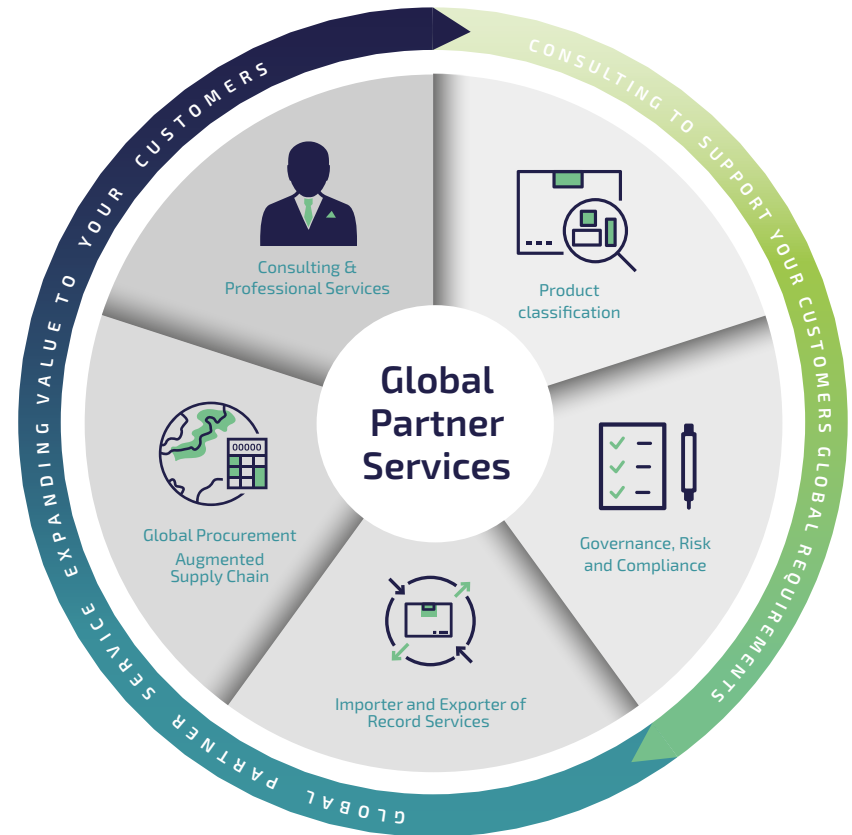 CONSULTING TO SUPPORT YOUR CUSTOMERS GLOBAL REQUIREMENTS
GLOBAL PARTNER SERVICE EXPANDING VALUE TO YOUR CUSTOMERS
Global
Partner
Services
Consulting &
Professional Services
Product
classification
Governance, Risk
and Compliance
Importer and Exporter of
Record Services
Global Procurement
Augmented
Supply Chain
00000